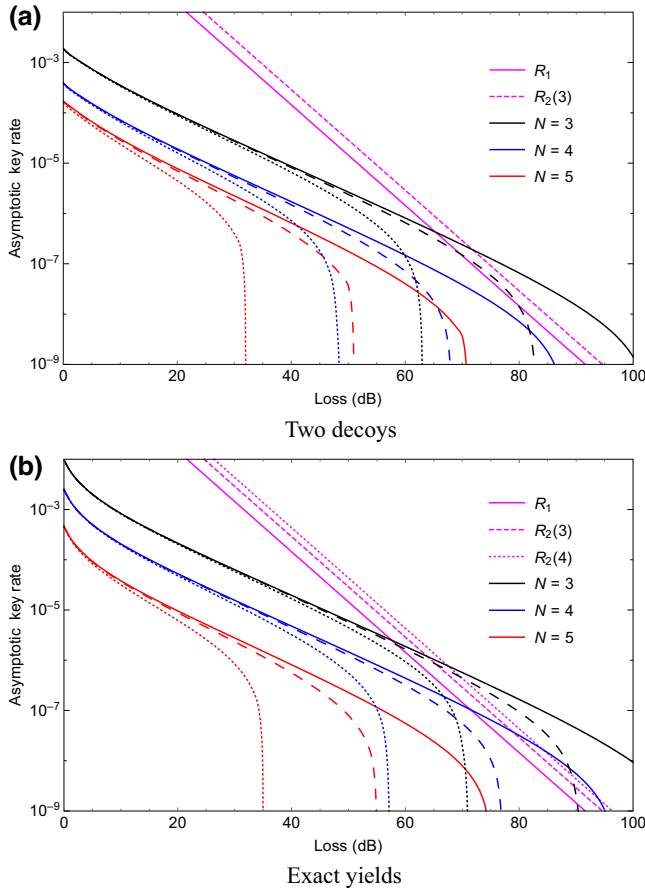 (a)
Asymptotic key rate
10⁻³
10⁻⁵
10⁻⁷
10⁻⁹
R₁
R₂(3)
N = 3
N = 4
N = 5
0 20 40 60 80 100
Loss (dB)
Two decoys
(b)
Asymptotic key rate
10⁻³
10⁻⁵
10⁻⁷
10⁻⁹
R₁
R₂(3)
R₂(4)
N = 3
N = 4
N = 5
0 20 40 60 80 100
Loss (dB)
Exact yields